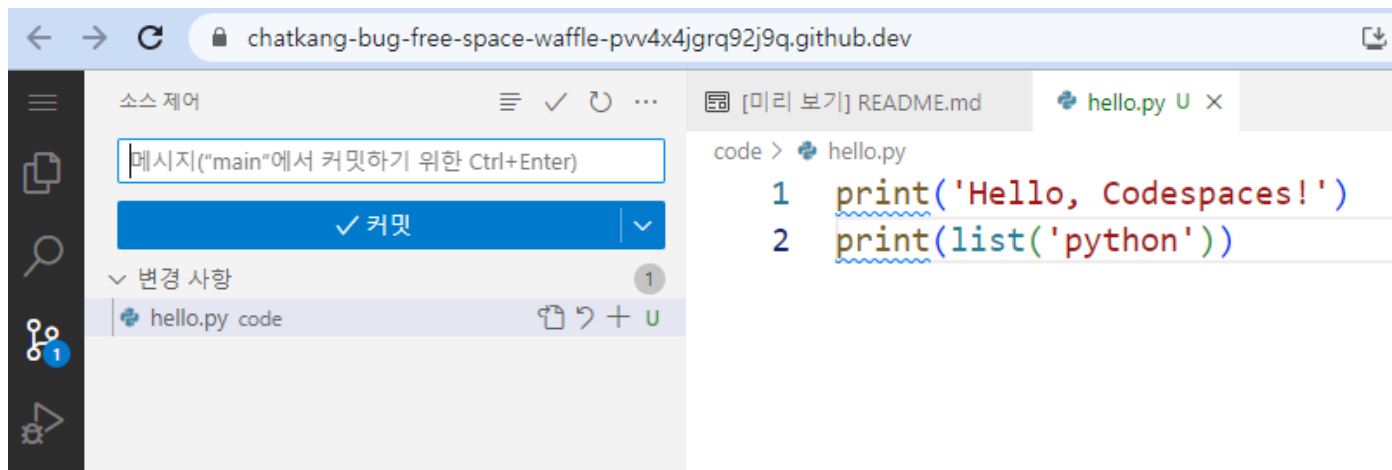 chatkang-bug-free-space-waffle-pvv4x4jgrq92j9q.github.dev
소스 제어
메시지("main"에서 커밋하기 위한 Ctrl+Enter)
커밋
변경 사항 1
hello.py code U
1
[미리 보기] README.md hello.py U
code > hello.py
1 print('Hello, Codespaces!')
2 print(list('python'))